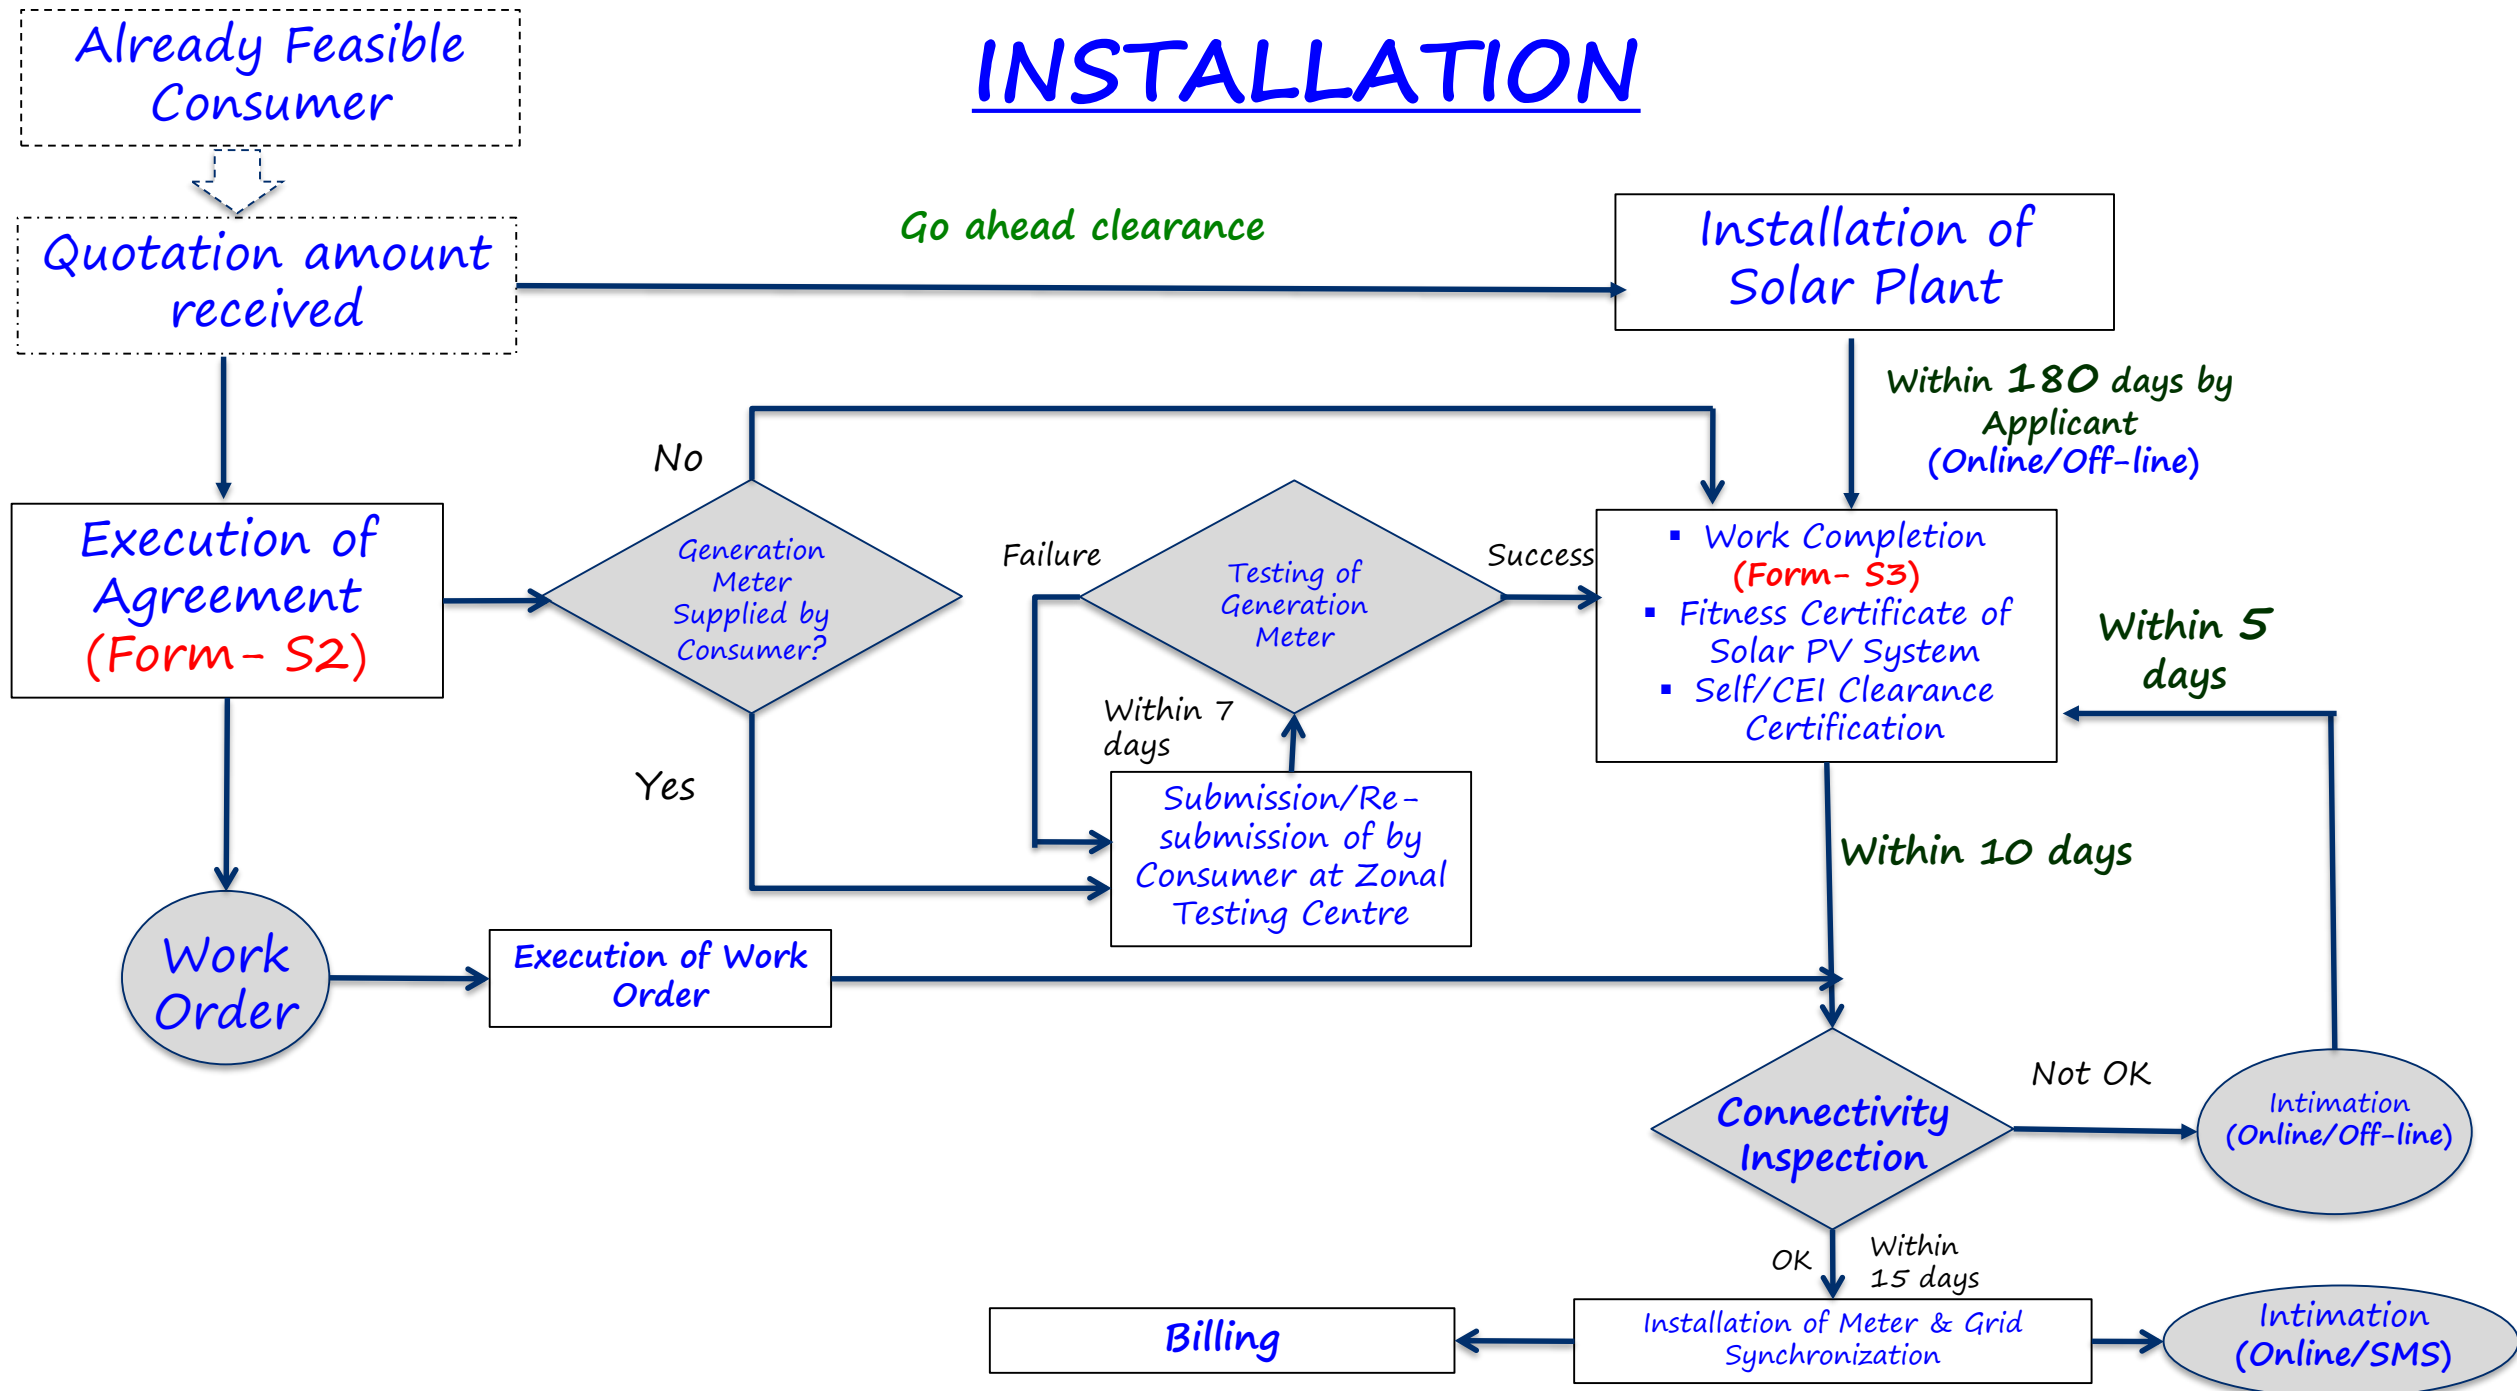 Already Feasible
Consumer
INSTALLATION
Quotation amount
received
Go ahead clearance
Installation of
Solar Plant
Within 180 days by
Applicant
(Online/Off-line)
No
Execution of
Agreement
(Form- S2)
Generation
Meter
Supplied by
Consumer?
Yes
Failure
Testing of
Generation
Meter
Success
Within 7
days
Submission/Re-
submission of by
Consumer at Zonal
Testing Centre
▪ Work Completion
(Form- S3)
▪ Fitness Certificate of
Solar PV System
▪ Self/CEI Clearance
Certification
Within 5
days
Within 10 days
Work
Order
Execution of Work
Order
Connectivity
Inspection
Not OK
Intimation
(Online/Off-line)
OK
Within
15 days
Billing
Installation of Meter & Grid
Synchronization
Intimation
(Online/SMS)